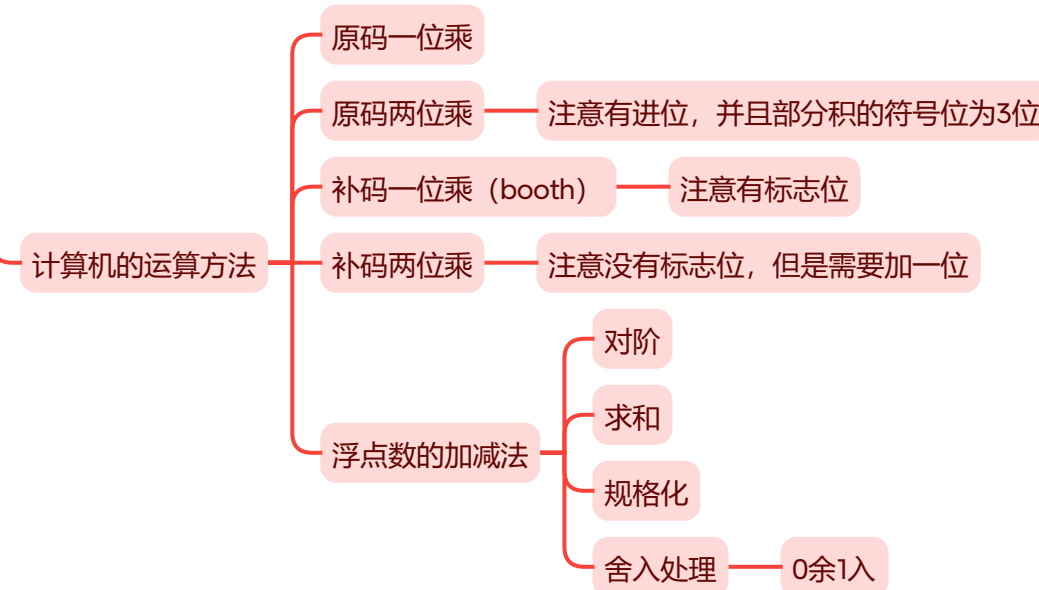 原码一位乘
原码两位乘
注意有进位，并且部分积的符号位为3位
补码一位乘（booth）
注意有标志位
计算机的运算方法
补码两位乘
注意没有标志位，但是需要加一位
对阶
求和
浮点数的加减法
规格化
舍入处理
0余1入